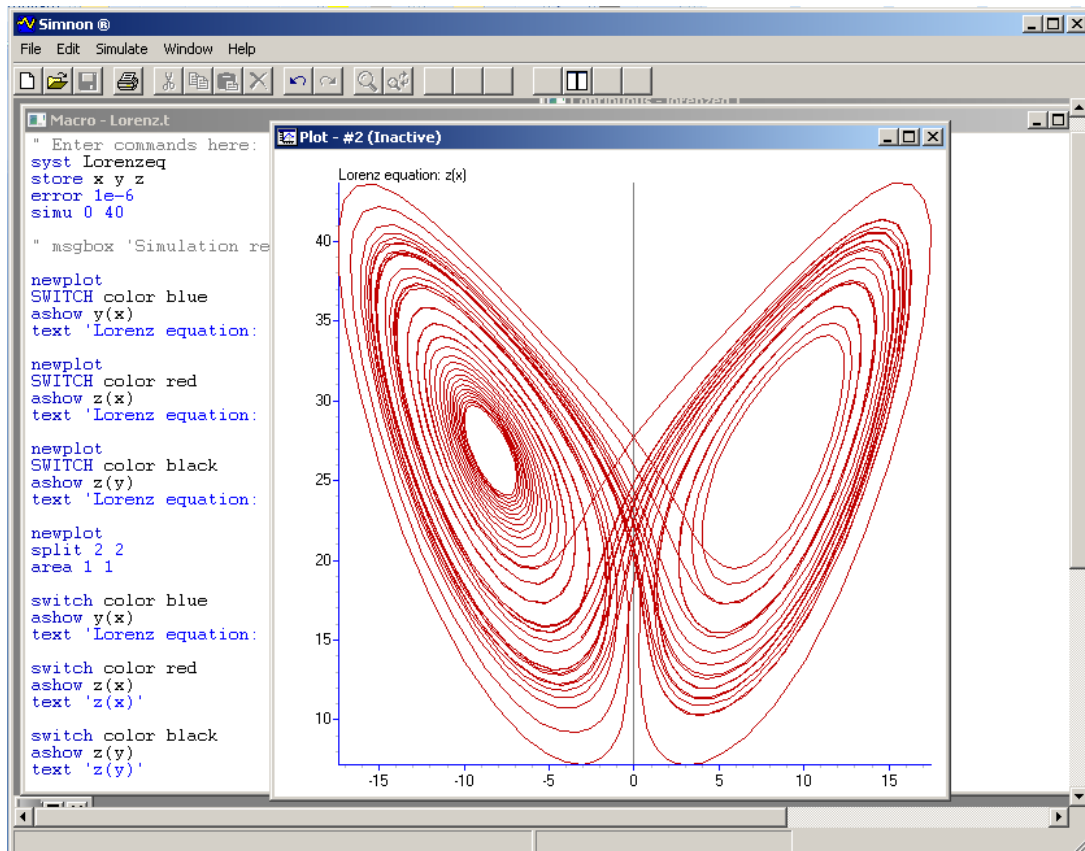 Simnon ®
File Edit Simulate Window Help
Continuous - lorenzeq
Macro - Lorenz.t
" Enter commands here:
syst Lorenzeq
store x y z
error 1e-6
simu 0 40
" msgbox 'Simulation re
newplot
SWITCH color blue
ashow y(x)
text 'Lorenz equation:
newplot
SWITCH color red
ashow z(x)
text 'Lorenz equation:
newplot
SWITCH color black
ashow z(y)
text 'Lorenz equation:
newplot
split 2 2
area 1 1
switch color blue
ashow y(x)
text 'Lorenz equation:
switch color red
ashow z(x)
text 'z(x)'
switch color black
ashow z(y)
text 'z(y)'
Plot - #2 (Inactive)
Lorenz equation: z(x)
40
35
30
25
20
15
10
-15 -10 -5 0 5 10 15